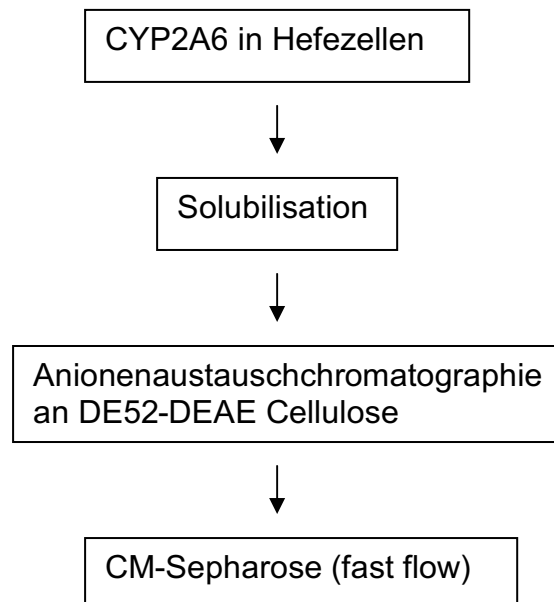 CYP2A6 in Hefezellen
Solubilisation
Anionenaustauschchromatographie
an DE52-DEAE Cellulose
CM-Sepharose (fast flow)